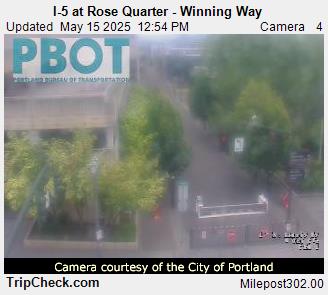 I-5 at Rose Quarter - Winning Way
Updated May 15 2025 12:54 PM Camera 4
PBOT
PORTLAND BUREAU OF TRANSPORTATION
Camera courtesy of the City of Portland
TripCheck.com Milepost302.00